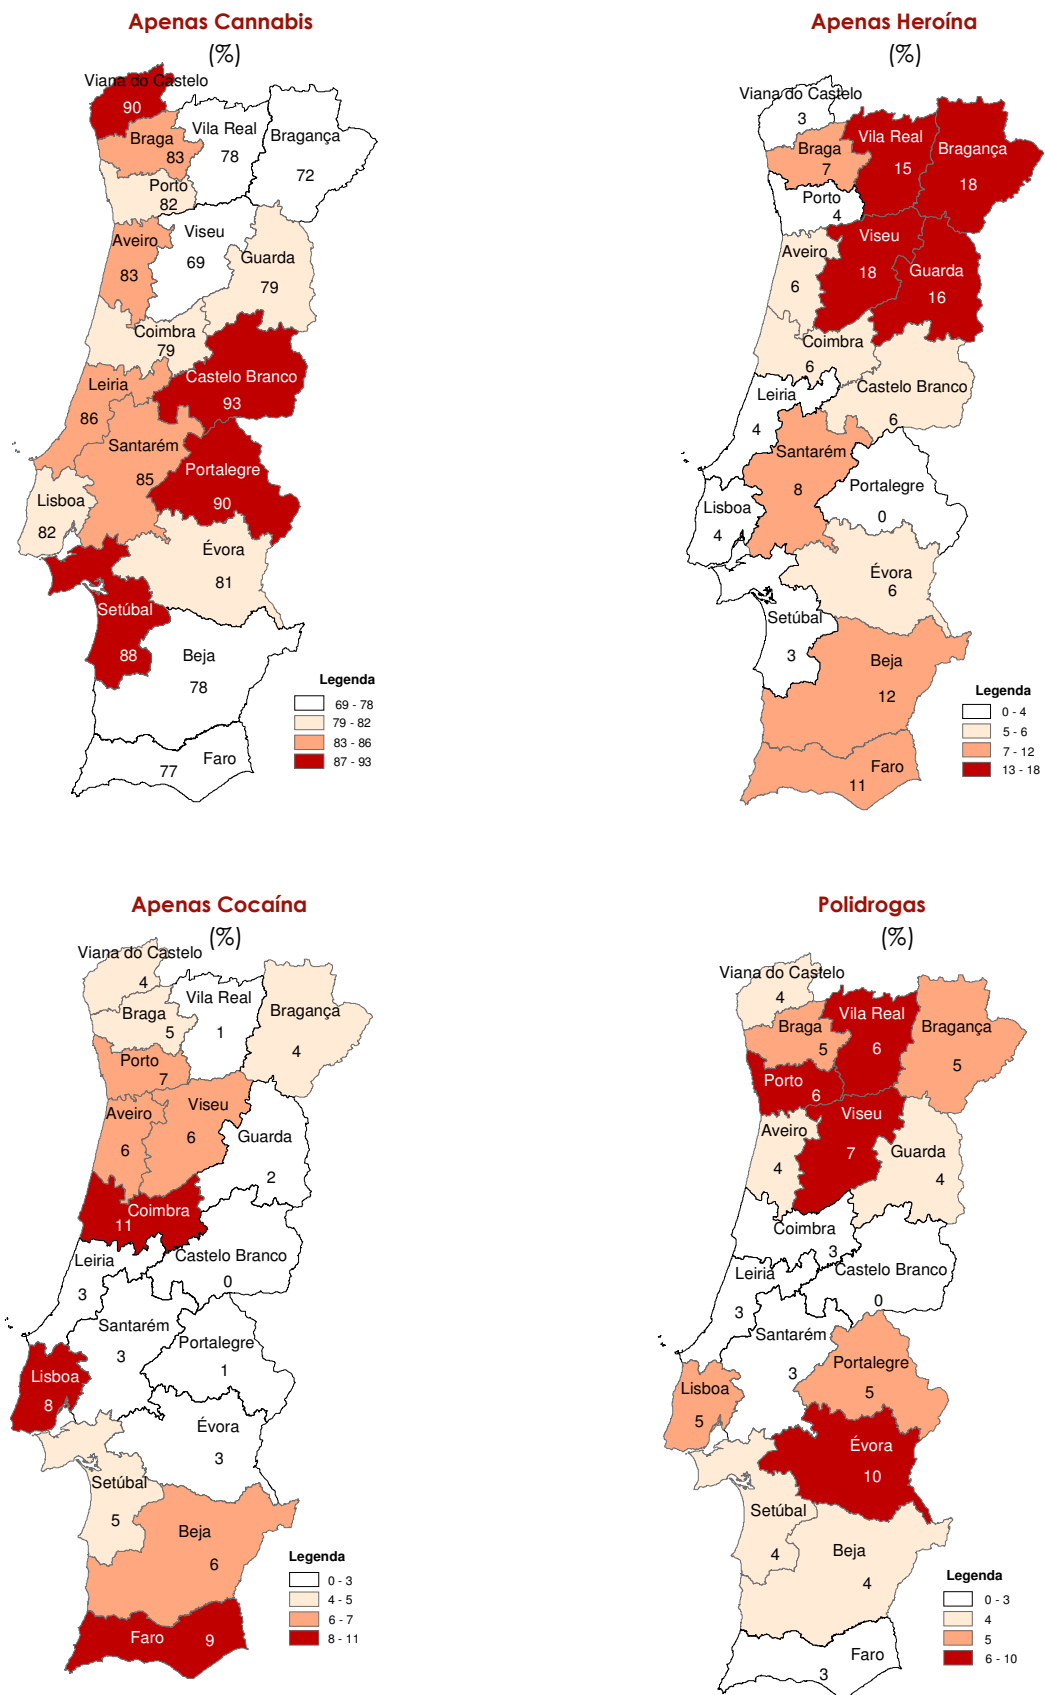 Apenas Cannabis
(%)
Viana do Castelo
90
Braga
83
Vila Real
78
Bragança
72
Porto
82
Aveiro
83
Viseu
69
Guarda
79
Coimbra
79
Castelo Branco
93
Leiria
86
Santarém
85
Portalegre
90
Lisboa
82
Évora
81
Setúbal
88
Beja
78
Faro
77
Legenda
69 - 78
79 - 82
83 - 86
87 - 93
Apenas Heroína
(%)
Viana do Castelo
3
Braga
7
Vila Real
15
Bragança
18
Porto
4
Aveiro
6
Viseu
18
Guarda
16
Coimbra
6
Castelo Branco
6
Leiria
4
Santarém
8
Portalegre
0
Lisboa
4
4
Évora
6
Setúbal
3
Beja
12
Faro
11
Legenda
0 - 4
5 - 6
7 - 12
13 - 18
Apenas Cocaína
(%)
Viana do Castelo
4
Braga
5
Vila Real
1
Bragança
4
Porto
7
Aveiro
6
Viseu
6
Guarda
2
Coimbra
11
Castelo Branco
0
Leiria
3
Santarém
3
Portalegre
1
Lisboa
8
Évora
3
Setúbal
5
Beja
6
Faro
9
Legenda
0 - 3
4 - 5
6 - 7
8 - 11
Polidrogas
(%)
Viana do Castelo
4
Braga
5
Vila Real
6
Bragança
5
Porto
6
Aveiro
4
Viseu
7
Guarda
4
Coimbra
3
Castelo Branco
0
Leiria
3
Santarém
3
Portalegre
5
Lisboa
5
Évora
10
Setúbal
4
Beja
4
Faro
3
Legenda
0 - 3
4
5
6 - 10